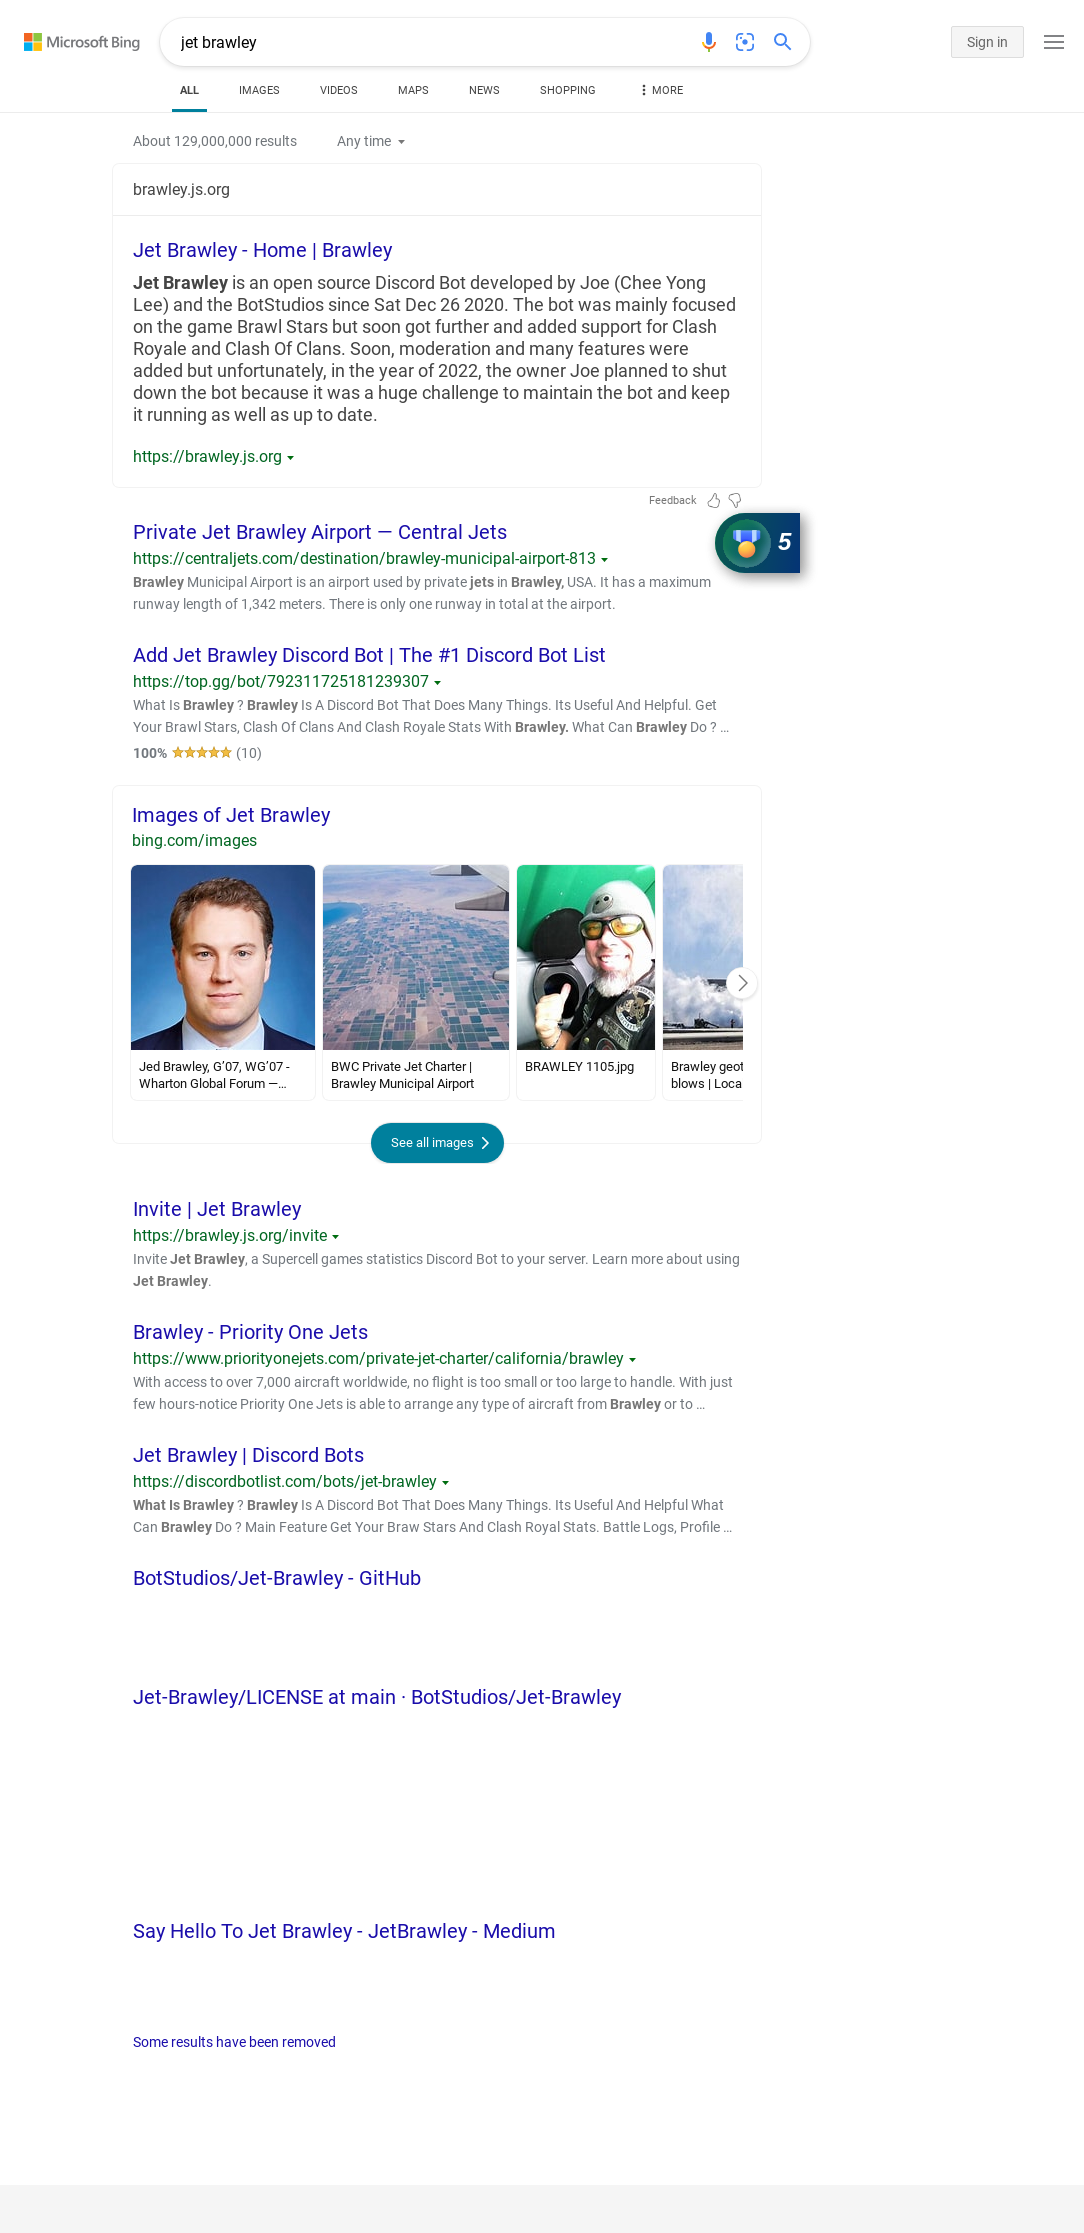 Microsoft Bing
jet brawley
Sign in
ALL
IMAGES
VIDEOS
MAPS
NEWS
SHOPPING
MORE
About 129,000,000 results
Any time
brawley.js.org
Jet Brawley - Home | Brawley
Jet Brawley is an open source Discord Bot developed by Joe (Chee Yong
Lee) and the BotStudios since Sat Dec 26 2020. The bot was mainly focused
on the game Brawl Stars but soon got further and added support for Clash
Royale and Clash Of Clans. Soon, moderation and many features were
added but unfortunately, in the year of 2022, the owner Joe planned to shut
down the bot because it was a huge challenge to maintain the bot and keep
it running as well as up to date.
https://brawley.js.org
Feedback
Private Jet Brawley Airport — Central Jets
https://centraljets.com/destination/brawley-municipal-airport-813
Brawley Municipal Airport is an airport used by private jets in Brawley, USA. It has a maximum
runway length of 1,342 meters. There is only one runway in total at the airport.
5
Add Jet Brawley Discord Bot | The #1 Discord Bot List
https://top.gg/bot/792311725181239307
What Is Brawley ? Brawley Is A Discord Bot That Does Many Things. Its Useful And Helpful. Get
Your Brawl Stars, Clash Of Clans And Clash Royale Stats With Brawley. What Can Brawley Do ? …
100% (10)
Images of Jet Brawley
bing.com/images
Jed Brawley, G’07, WG’07 -
Wharton Global Forum —…
BWC Private Jet Charter |
Brawley Municipal Airport
BRAWLEY 1105.jpg
Brawley geot
blows | Loca
See all images
Invite | Jet Brawley
https://brawley.js.org/invite
Invite Jet Brawley, a Supercell games statistics Discord Bot to your server. Learn more about using
Jet Brawley.
Brawley - Priority One Jets
https://www.priorityonejets.com/private-jet-charter/california/brawley
With access to over 7,000 aircraft worldwide, no flight is too small or too large to handle. With just
few hours-notice Priority One Jets is able to arrange any type of aircraft from Brawley or to …
Jet Brawley | Discord Bots
https://discordbotlist.com/bots/jet-brawley
What Is Brawley ? Brawley Is A Discord Bot That Does Many Things. Its Useful And Helpful What
Can Brawley Do ? Main Feature Get Your Braw Stars And Clash Royal Stats. Battle Logs, Profile …
BotStudios/Jet-Brawley - GitHub
Jet-Brawley/LICENSE at main · BotStudios/Jet-Brawley
Say Hello To Jet Brawley - JetBrawley - Medium
Some results have been removed